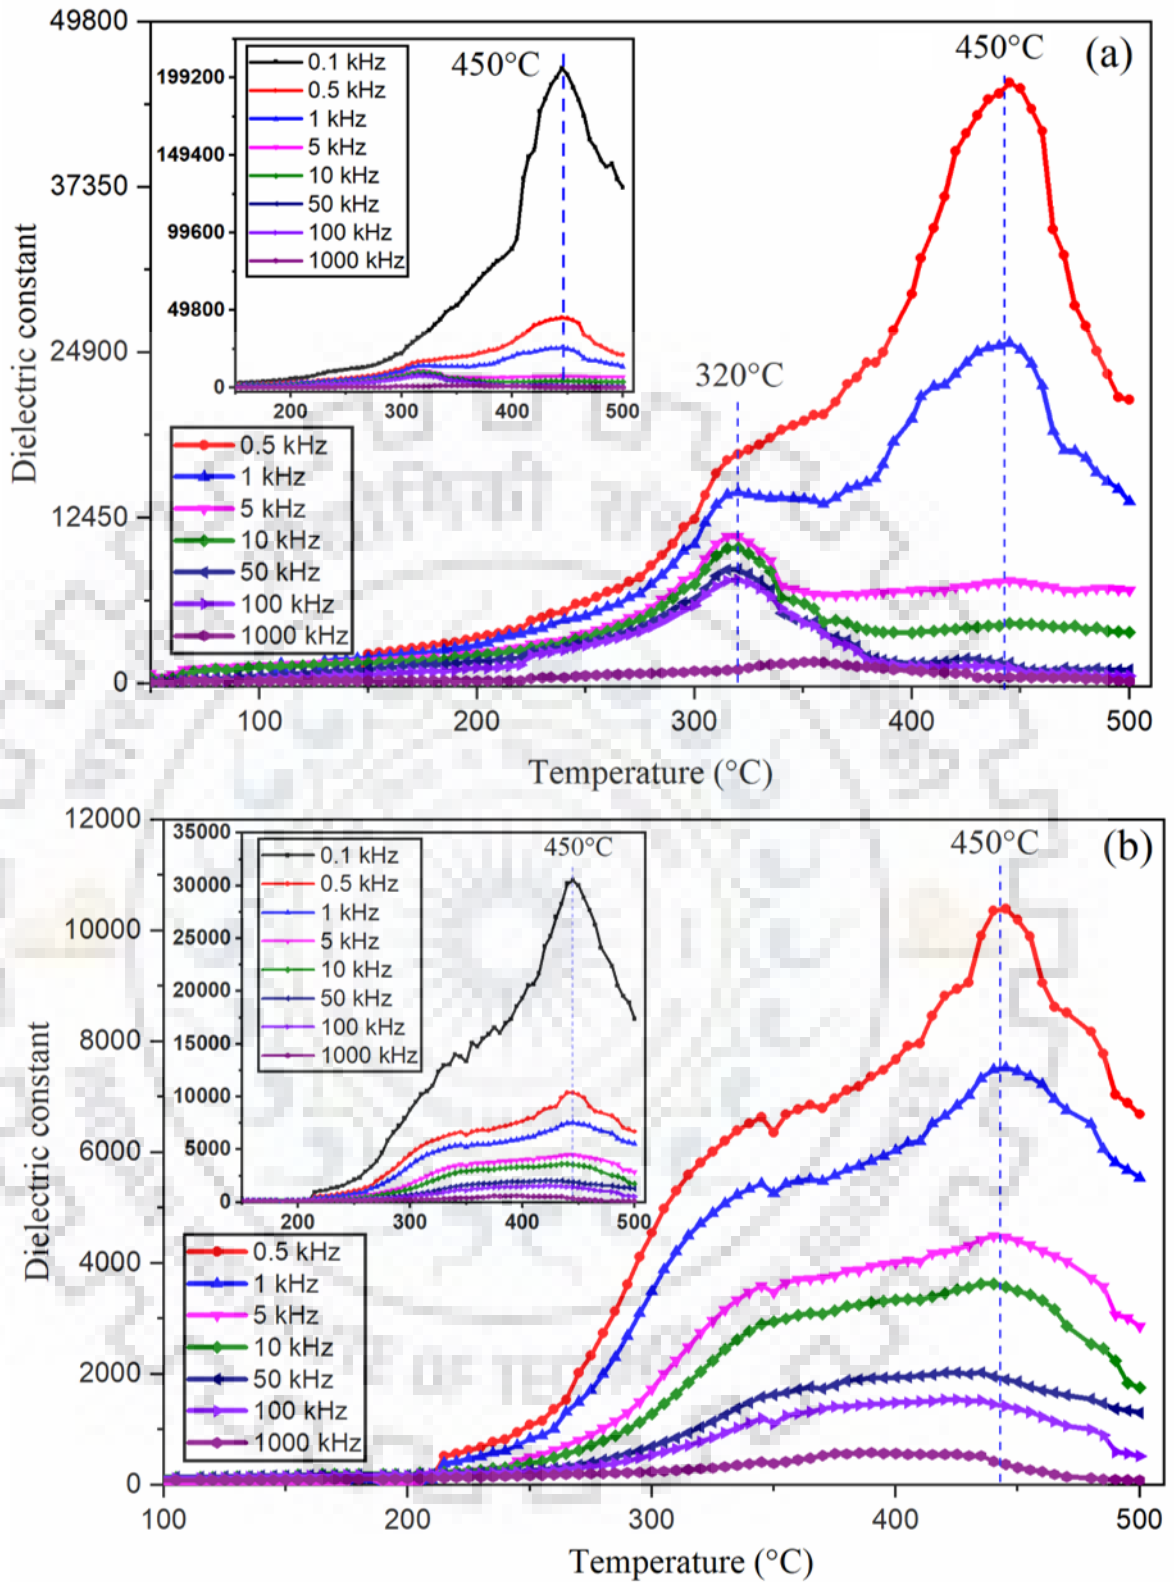 49800
37350
24900
12450
0
Dielectric constant
199200
149400
99600
49800
0
0.1 kHz
0.5 kHz
1 kHz
5 kHz
10 kHz
50 kHz
100 kHz
1000 kHz
450°C
200 300 400 500
450°C
(a)
320°C
0.5 kHz
1 kHz
5 kHz
10 kHz
50 kHz
100 kHz
1000 kHz
100 200 300 400 500
Temperature (°C)
12000
10000
8000
6000
4000
2000
0
Dielectric constant
35000
30000
25000
20000
15000
10000
5000
0
0.1 kHz
0.5 kHz
1 kHz
5 kHz
10 kHz
50 kHz
100 kHz
1000 kHz
450°C
200 300 400 500
450°C
(b)
0.5 kHz
1 kHz
5 kHz
10 kHz
50 kHz
100 kHz
1000 kHz
100 200 300 400 500
Temperature (°C)